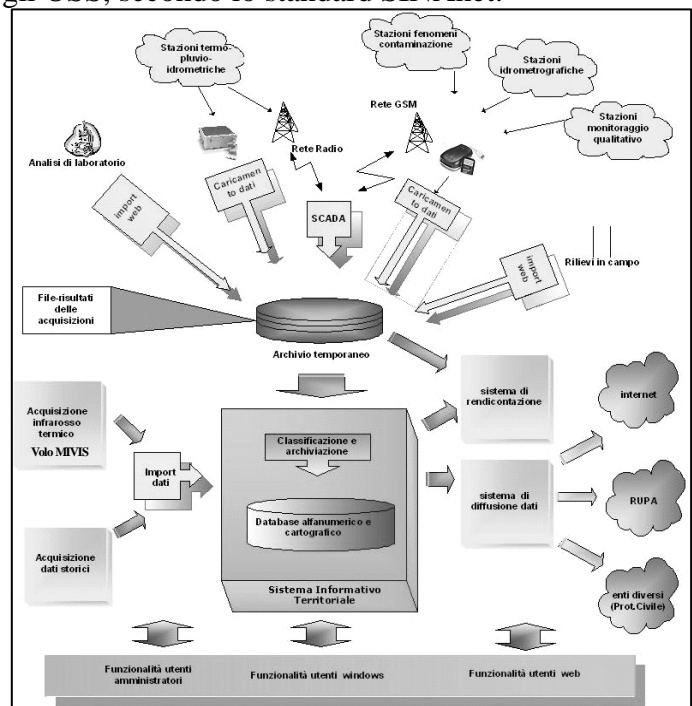 gli OSS, secondo lo standard SINAnet.
Stazioni termo-
pluvio-
idrometriche
Stazioni fenomeni
contaminazione
Stazioni
idrometrografiche
Stazioni
monitoraggio
qualitativo
Rete GSM
Rete Radio
Analisi di laboratorio
import
web
Caricamen
to dati
SCADA
Caricamen
to dati
import
web
Rilievi in campo
File-risultati
delle
acquisizioni
Archivio temporaneo
Acquisizione
infrarosso
termico
Volo MIVIS
Import
dati
Acquisizione
dati storici
Classificazione e
archiviazione
Database alfanumerico e
cartografico
Sistema Informativo
Territoriale
sistema di
rendicontazione
sistema di
diffusione dati
internet
RUPA
enti diversi
(Prot.Civile)
Funzionalità utenti
amministratori
Funzionalità utenti windows
Funzionalità utenti web